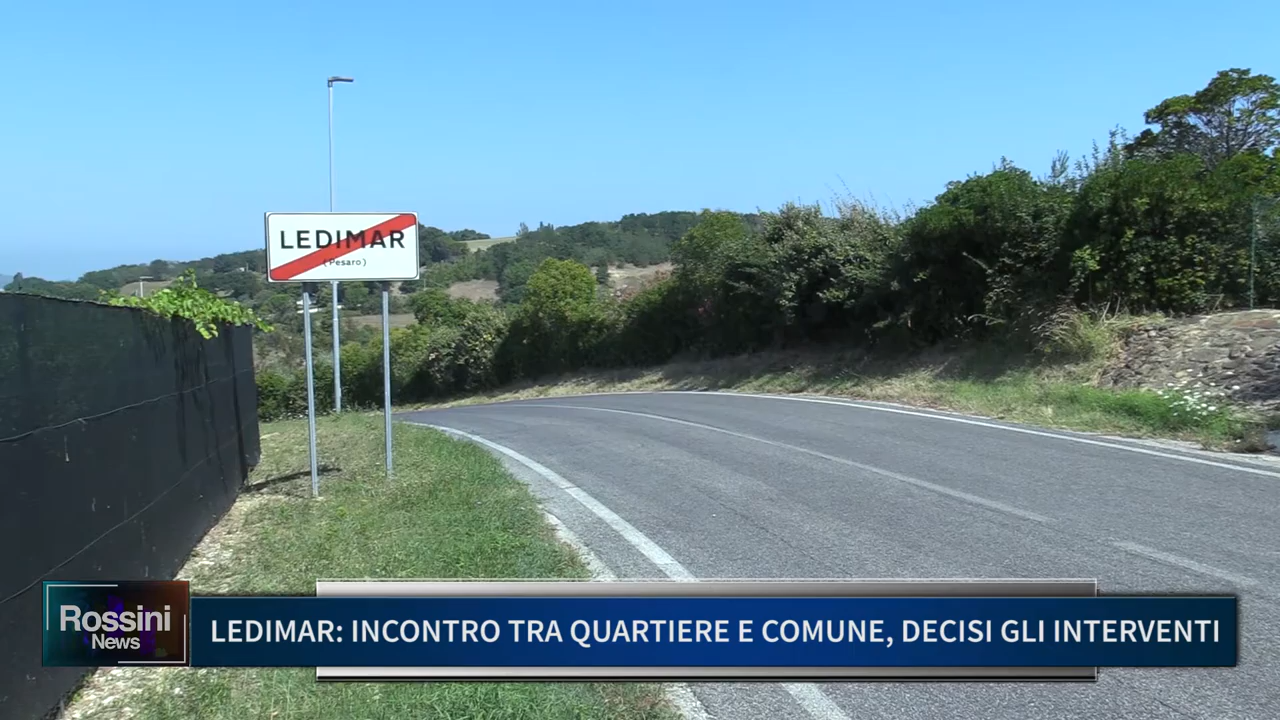 LEDIMAR
(Pesaro)
Rossini
News
LEDIMAR: INCONTRO TRA QUARTIERE E COMUNE, DECISI GLI INTERVENTI